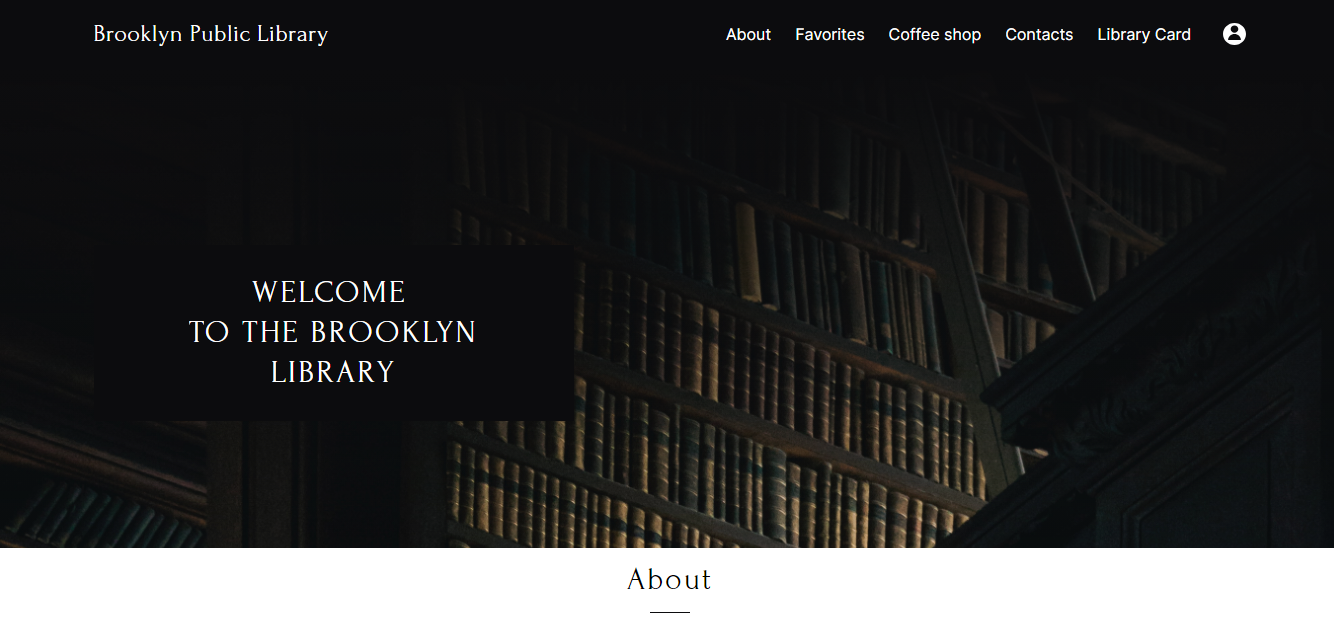 Brooklyn Public Library
About Favorites Coffee shop Contacts Library Card
WELCOME
TO THE BROOKLYN
LIBRARY
About